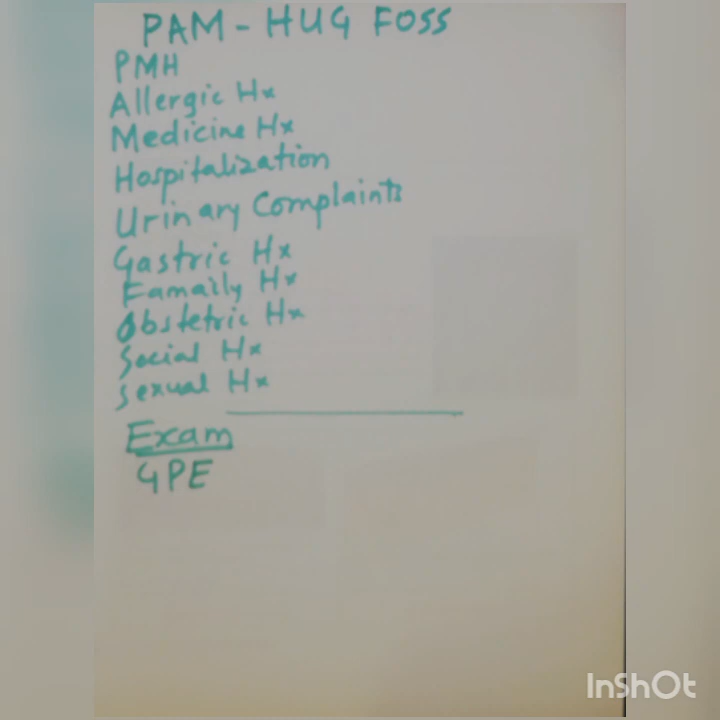 PAM - HUG FOSS
PMH
Allergic Hx
Medicine Hx
Hospitalization
Urinary Complaints
Gastric Hx
Famaily Hx
Obstetric Hx
Social Hx
Sexual Hx
Exam
GPE
InShOt